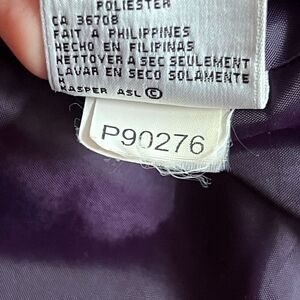 POLIESTER
CA 36708
FAIT A PHILIPPINES
HECHO EN FILIPINAS
NETTOYER A SEC SEULEMENT
LAVAR EN SECO SOLAMENTE
H
KASPER ASL ©
P90276